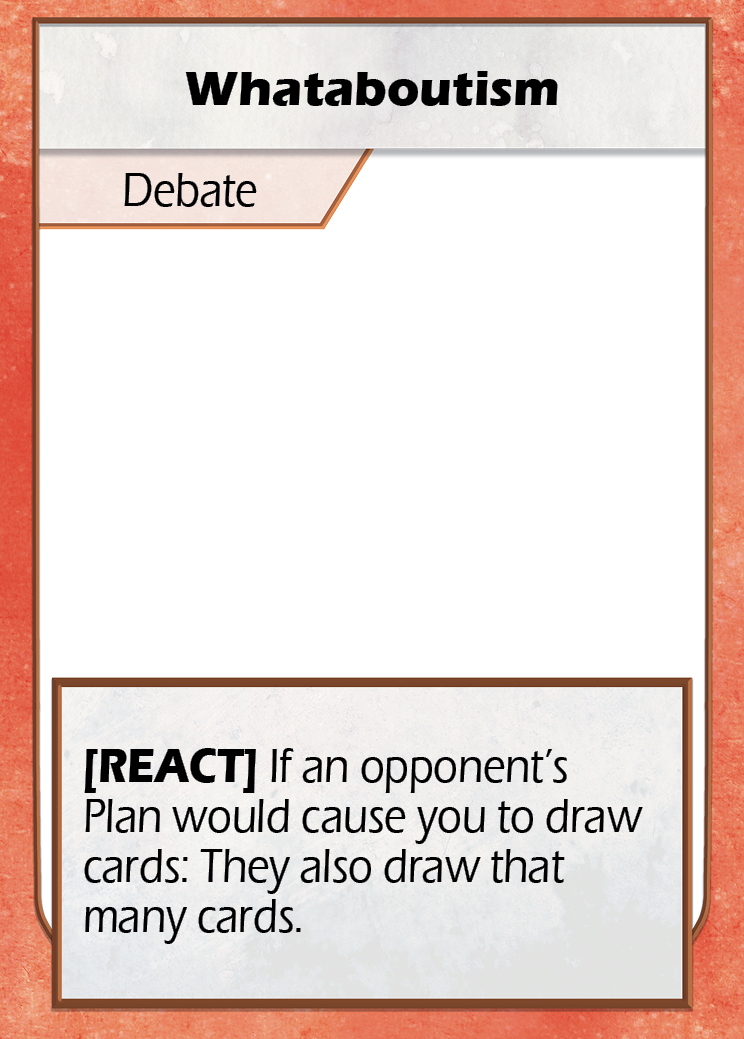 Whataboutism
Debate
[REACT] If an opponent's
Plan would cause you to draw
cards: They also draw that
many cards.